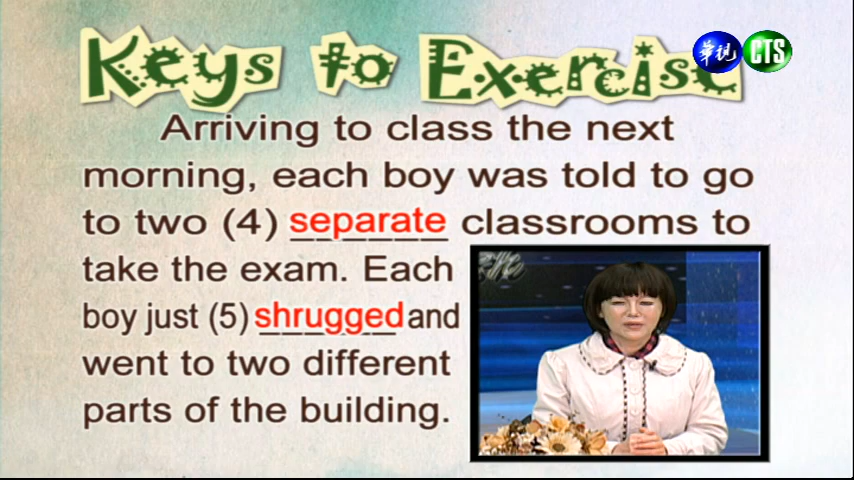 華視 CTS
Keys to Exercise
Arriving to class the next
morning, each boy was told to go
to two (4) separate classrooms to
take the exam. Each
boy just (5) shrugged and
went to two different
parts of the building.